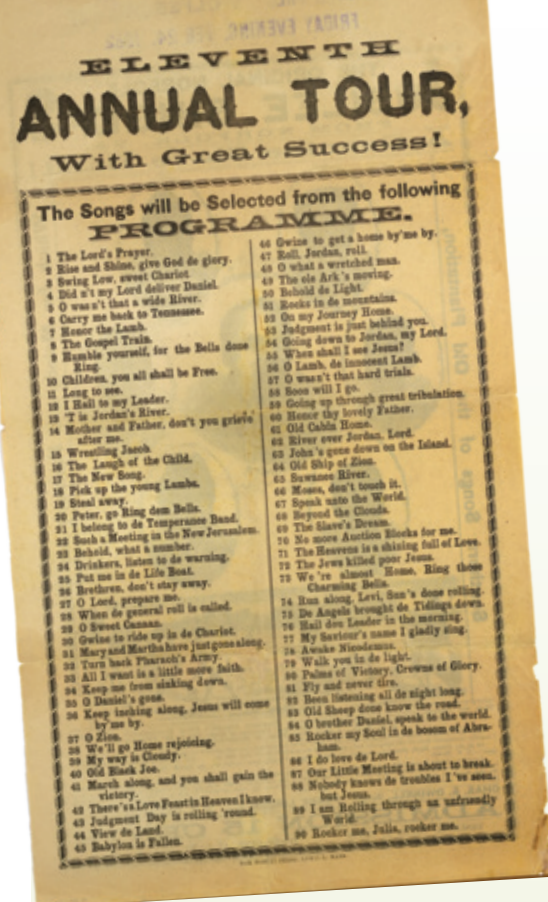 ELEVENTH
ANNUAL TOUR,
With Great Success!
The Songs will be Selected from the following
PROGRAMME.
1 The Lord's Prayer.
2 Rise and Shine, give God de glory.
3 Swing Low, sweet Chariot.
4 Did n't my Lord deliver Daniel.
5 O was n't that a wide River.
6 Carry me back to Tennessee.
7 Honor the Lamb.
8 The Gospel Train.
9 Humble yourself, for the Bells done
Ring.
10 Children, you all shall be Free.
11 Long to see.
12 I Hail to my Leader.
13 'T is Jordan's River.
14 Mother and Father, don't you grieve
after me.
15 Wrestling Jacob
16 The Laugh of the Child.
17 The New Song.
18 Pick up the young Lambs.
19 Steal away.
20 Peter, go Ring dem Bells.
21 I belong to de Temperance Band.
22 Such a Meeting in the New Jerusalem.
23 Behold, what a number.
24 Drinkers, listen to de warning.
25 Put me in de Life Boat.
26 Brethren, don't stay away.
27 O Lord, prepare me.
28 When de general roll is called.
29 O Sweet Canaan.
30 Gwine to ride up in de Chariot.
31 Mary and Martha have just gone along.
32 Turn back Pharaoh's Army.
33 All I want is a little more faith.
34 Keep me from sinking down.
35 O Daniel's gone.
36 Keep inching along, Jesus will come
by'me by.
37 O Zion.
38 We'll go Home rejoicing.
39 My way is Cloudy.
40 Old Black Joe.
41 March along, and you shall gain the
victory.
42 There's a Love Feast in Heaven I know.
43 Judgment Day is rolling 'round.
44 View de Land.
45 Babylon is Fallen.
46 Gwine to get a home by'me by.
47 Roll, Jordan, roll.
48 O what a wretched man.
49 The ole Ark's moving.
50 Behold de Light.
51 Rocks in de mountains.
52 On my Journey Home.
53 Judgment is just behind you.
54 Going down to Jordan, my Lord.
55 When shall I see Jesus?
56 O Lamb, de innocent Lamb.
57 O wasn't that hard trials.
58 Soon will I go.
59 Going up through great tribulation.
60 Honor thy lovely Father.
61 Old Cabin Home.
62 River over Jordan, Lord.
63 John's gone down on the Island.
64 Old Ship of Zion.
65 Suwanee River.
66 Moses, don't touch it.
67 Speak unto the World.
68 Beyond the Clouds.
69 The Slave's Dream.
70 No more Auction Blocks for me.
71 The Heavens is a shining full of Love.
72 The Jews killed poor Jesus.
73 We 're almost Home, Ring those
Charming Bells.
74 Run along, Levi, Sun's done rolling.
75 De Angels brought de Tidings down.
76 Hail den Leader in the morning.
77 My Saviour's name I gladly sing.
78 Awake Nicodemus.
79 Walk you in de light.
80 Palms of Victory, Crowns of Glory.
81 Fly and never tire.
82 Been listening all de night long.
83 Old Sheep done know the road.
84 O brother Daniel, speak to the world.
85 Rocker my Soul in de bosom of Abra-
ham.
86 I do love de Lord.
87 Our Little Meeting is about to break.
88 Nobody knows de troubles I 've seen,
but Jesus.
89 I am Rolling through an unfriendly
World.
90 Rocker me, Julia, rocker me.